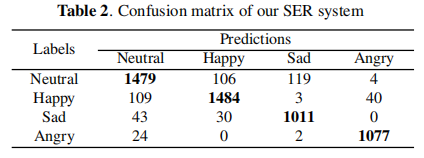 Table 2. Confusion matrix of our SER system
Labels Predictions
Neutral Happy Sad Angry
Neutral 1479 106 119 4
Happy 109 1484 3 40
Sad 43 30 1011 0
Angry 24 0 2 1077